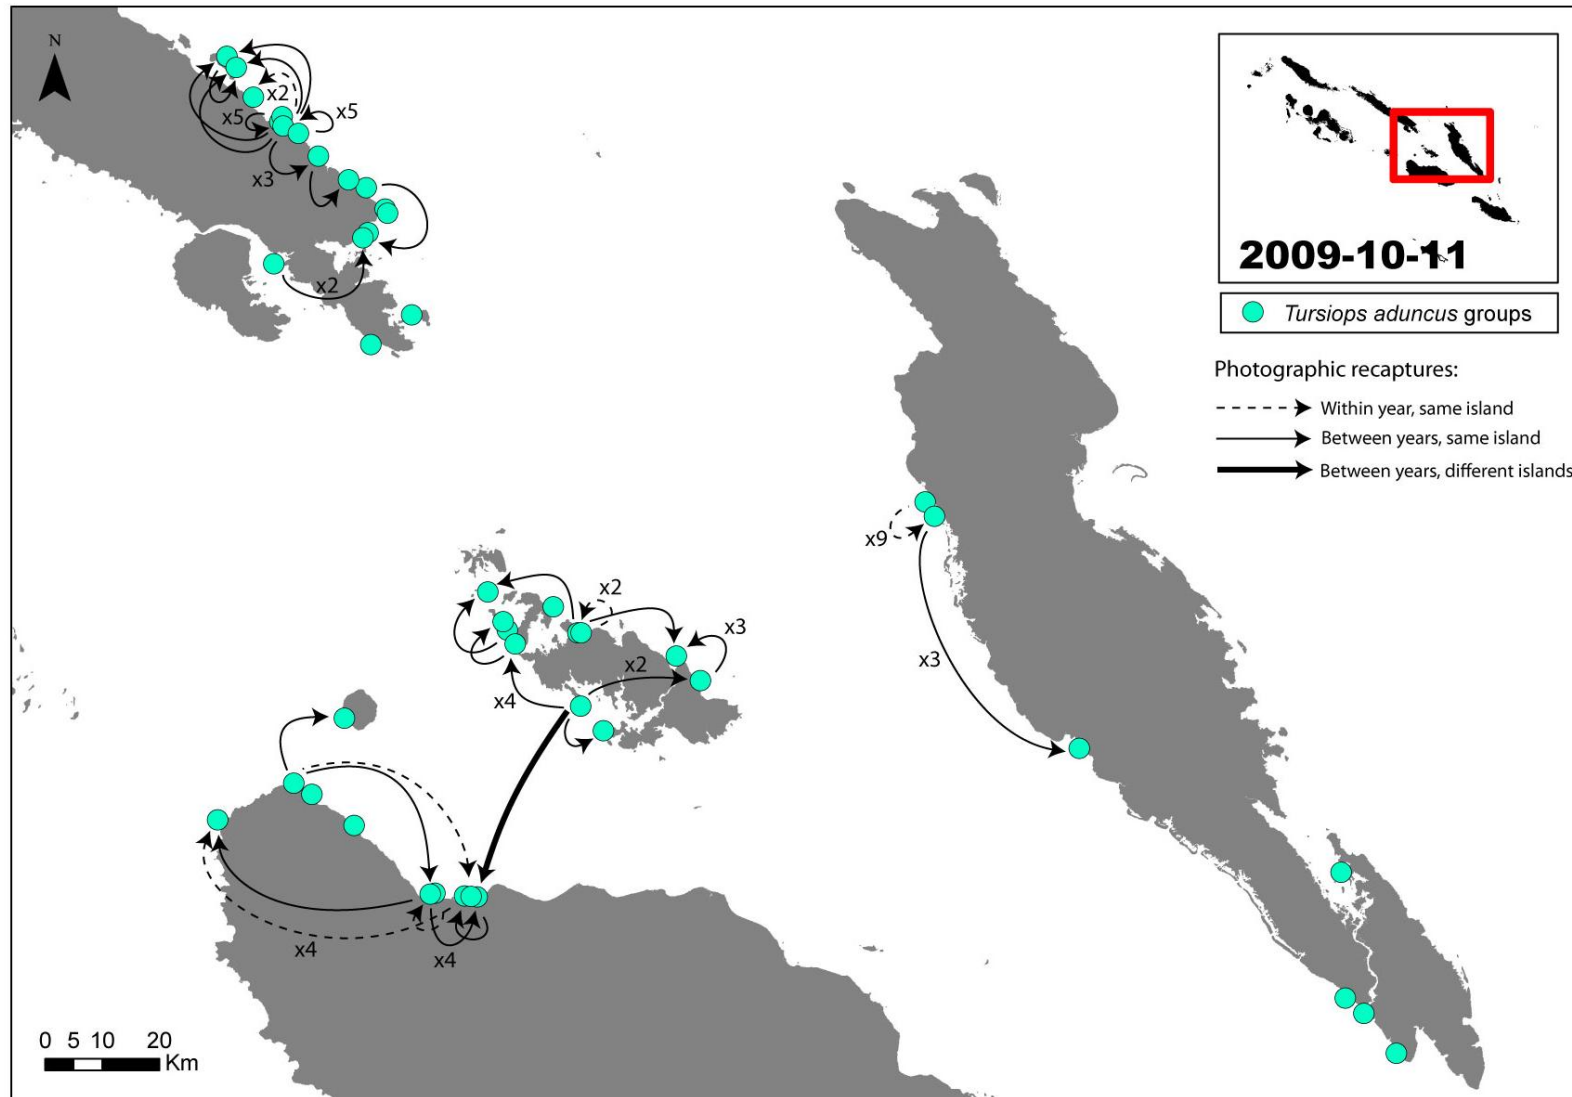 N
2009-10-11
Tursiops aduncus groups
Photographic recaptures:
Within year, same island
Between years, same island
Between years, different islands
x2
x5
x5
x3
x2
x9
x2
x3
x2
x4
x3
x4
x4
0 5 10 20
Km